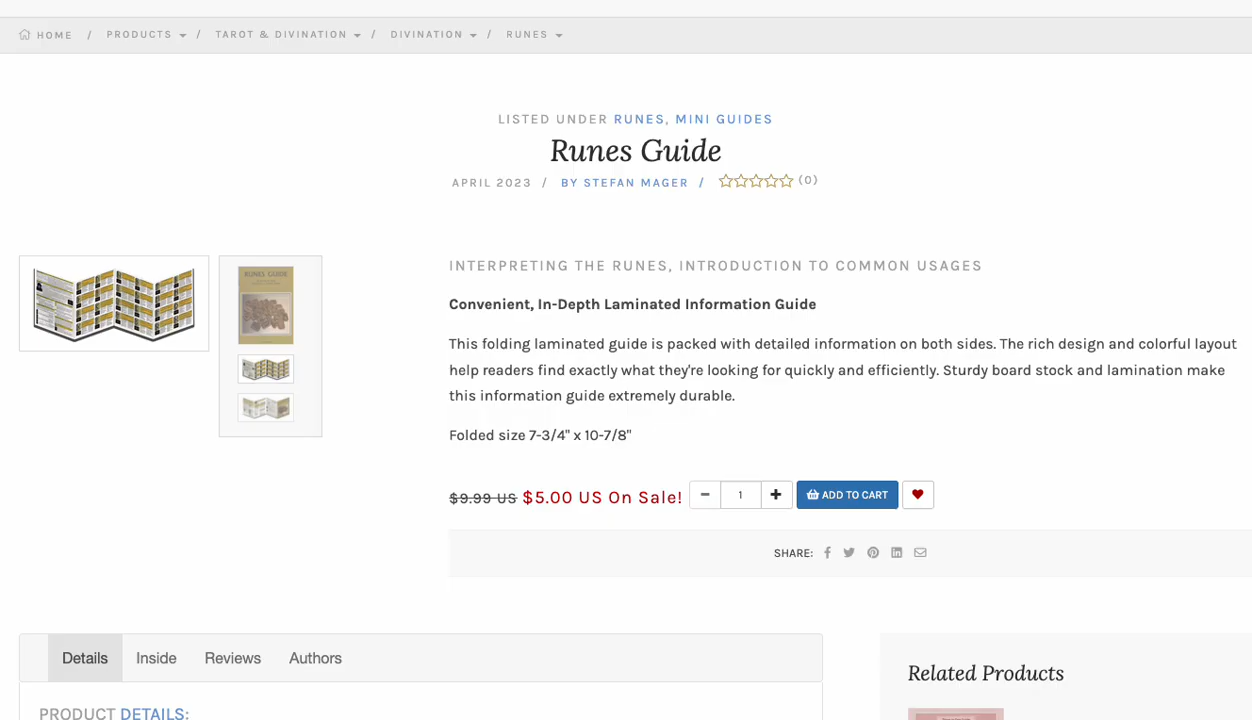 HOME / PRODUCTS / TAROT & DIVINATION / DIVINATION / RUNES
LISTED UNDER RUNES, MINI GUIDES
Runes Guide
APRIL 2023 / BY STEFAN MAGER / (0)
RUNES GUIDE
INTERPRETING THE RUNES, INTRODUCTION TO COMMON USAGES
Convenient, In-Depth Laminated Information Guide
This folding laminated guide is packed with detailed information on both sides. The rich design and colorful layout
help readers find exactly what they're looking for quickly and efficiently. Sturdy board stock and lamination make
this information guide extremely durable.
Folded size 7-3/4" x 10-7/8"
$9.99 US $5.00 US On Sale! − 1 + ADD TO CART
SHARE:
Details Inside Reviews Authors
Related Products
PRODUCT DETAILS: